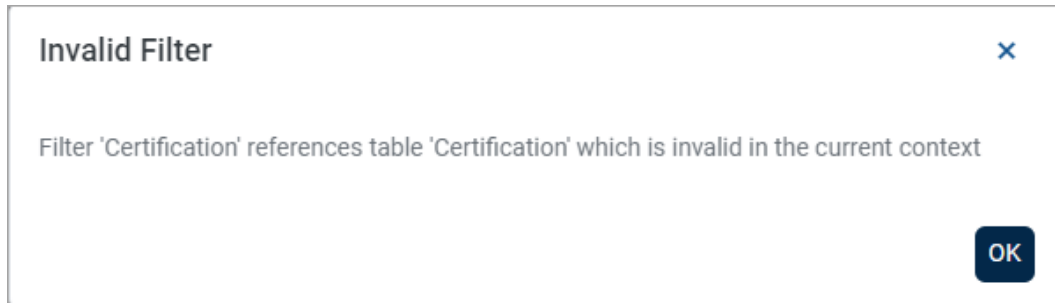 Invalid Filter
Filter 'Certification' references table 'Certification' which is invalid in the current context
OK